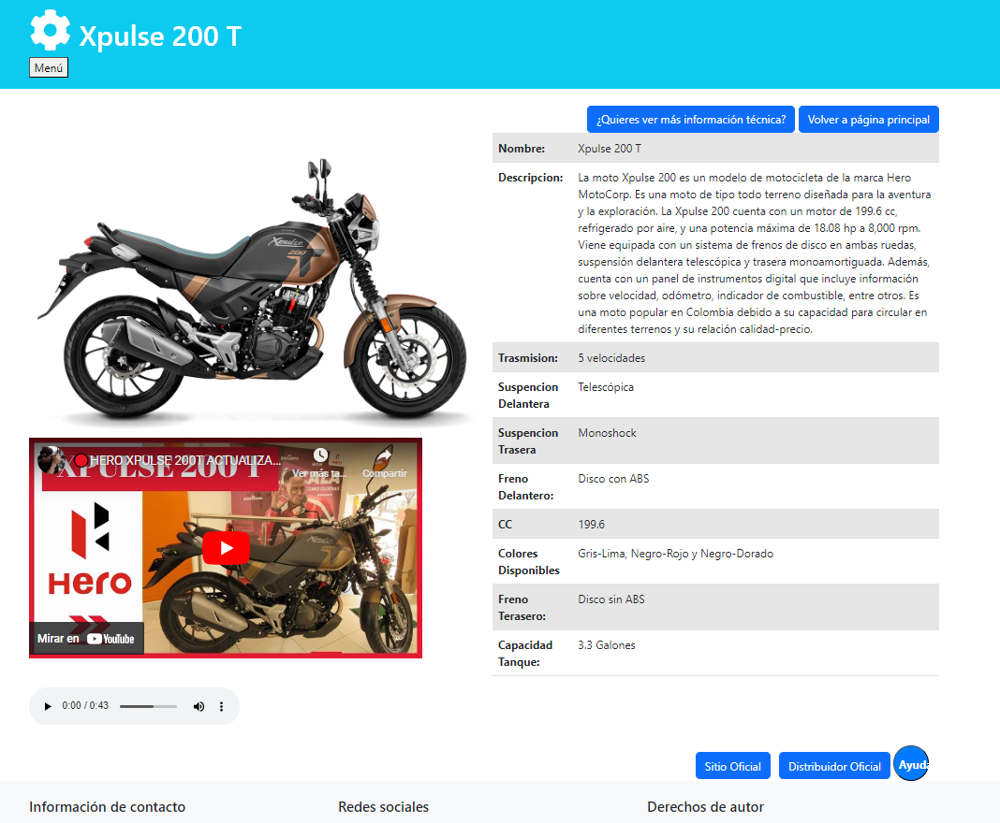 Xpulse 200 T
Menú
¿Quieres ver más información técnica?
Volver a página principal
Nombre: Xpulse 200 T
Descripcion: La moto Xpulse 200 es un modelo de motocicleta de la marca Hero
MotoCorp. Es una moto de tipo todo terreno diseñada para la aventura
y la exploración. La Xpulse 200 cuenta con un motor de 199.6 cc,
refrigerado por aire, y una potencia máxima de 18.08 hp a 8,000 rpm.
Viene equipada con un sistema de frenos de disco en ambas ruedas,
suspensión delantera telescópica y trasera monoamortiguada. Además,
cuenta con un panel de instrumentos digital que incluye información
sobre velocidad, odómetro, indicador de combustible, entre otros. Es
una moto popular en Colombia debido a su capacidad para circular en
diferentes terrenos y su relación calidad-precio.
Trasmision: 5 velocidades
Suspencion Telescópica
Delantera
Suspencion Monoshock
Trasera
Freno Disco con ABS
Delantero:
CC 199.6
Colores Gris-Lima, Negro-Rojo y Negro-Dorado
Disponibles
Freno Disco sin ABS
Terasero:
Capacidad 3.3 Galones
Tanque:
Xpulse
200
T
HERO XPULSE 200T ACTUALIZA...
Ver más ta...
Compartir
XPULSE 200 T
Hero
Mirar en YouTube
0:00 / 0:43
Sitio Oficial
Distribuidor Oficial
Ayuda
Información de contacto
Redes sociales
Derechos de autor